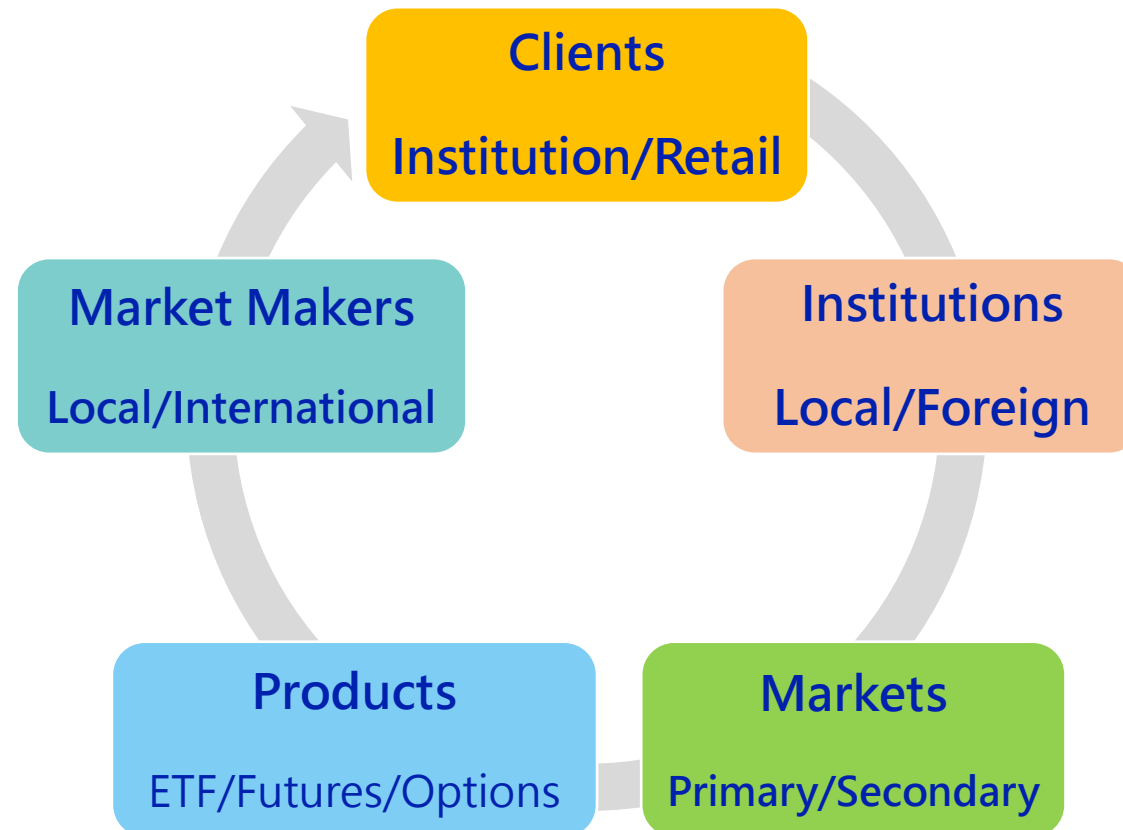 Clients
Institution/Retail
Institutions
Local/Foreign
Markets
Primary/Secondary
Products
ETF/Futures/Options
Market Makers
Local/International